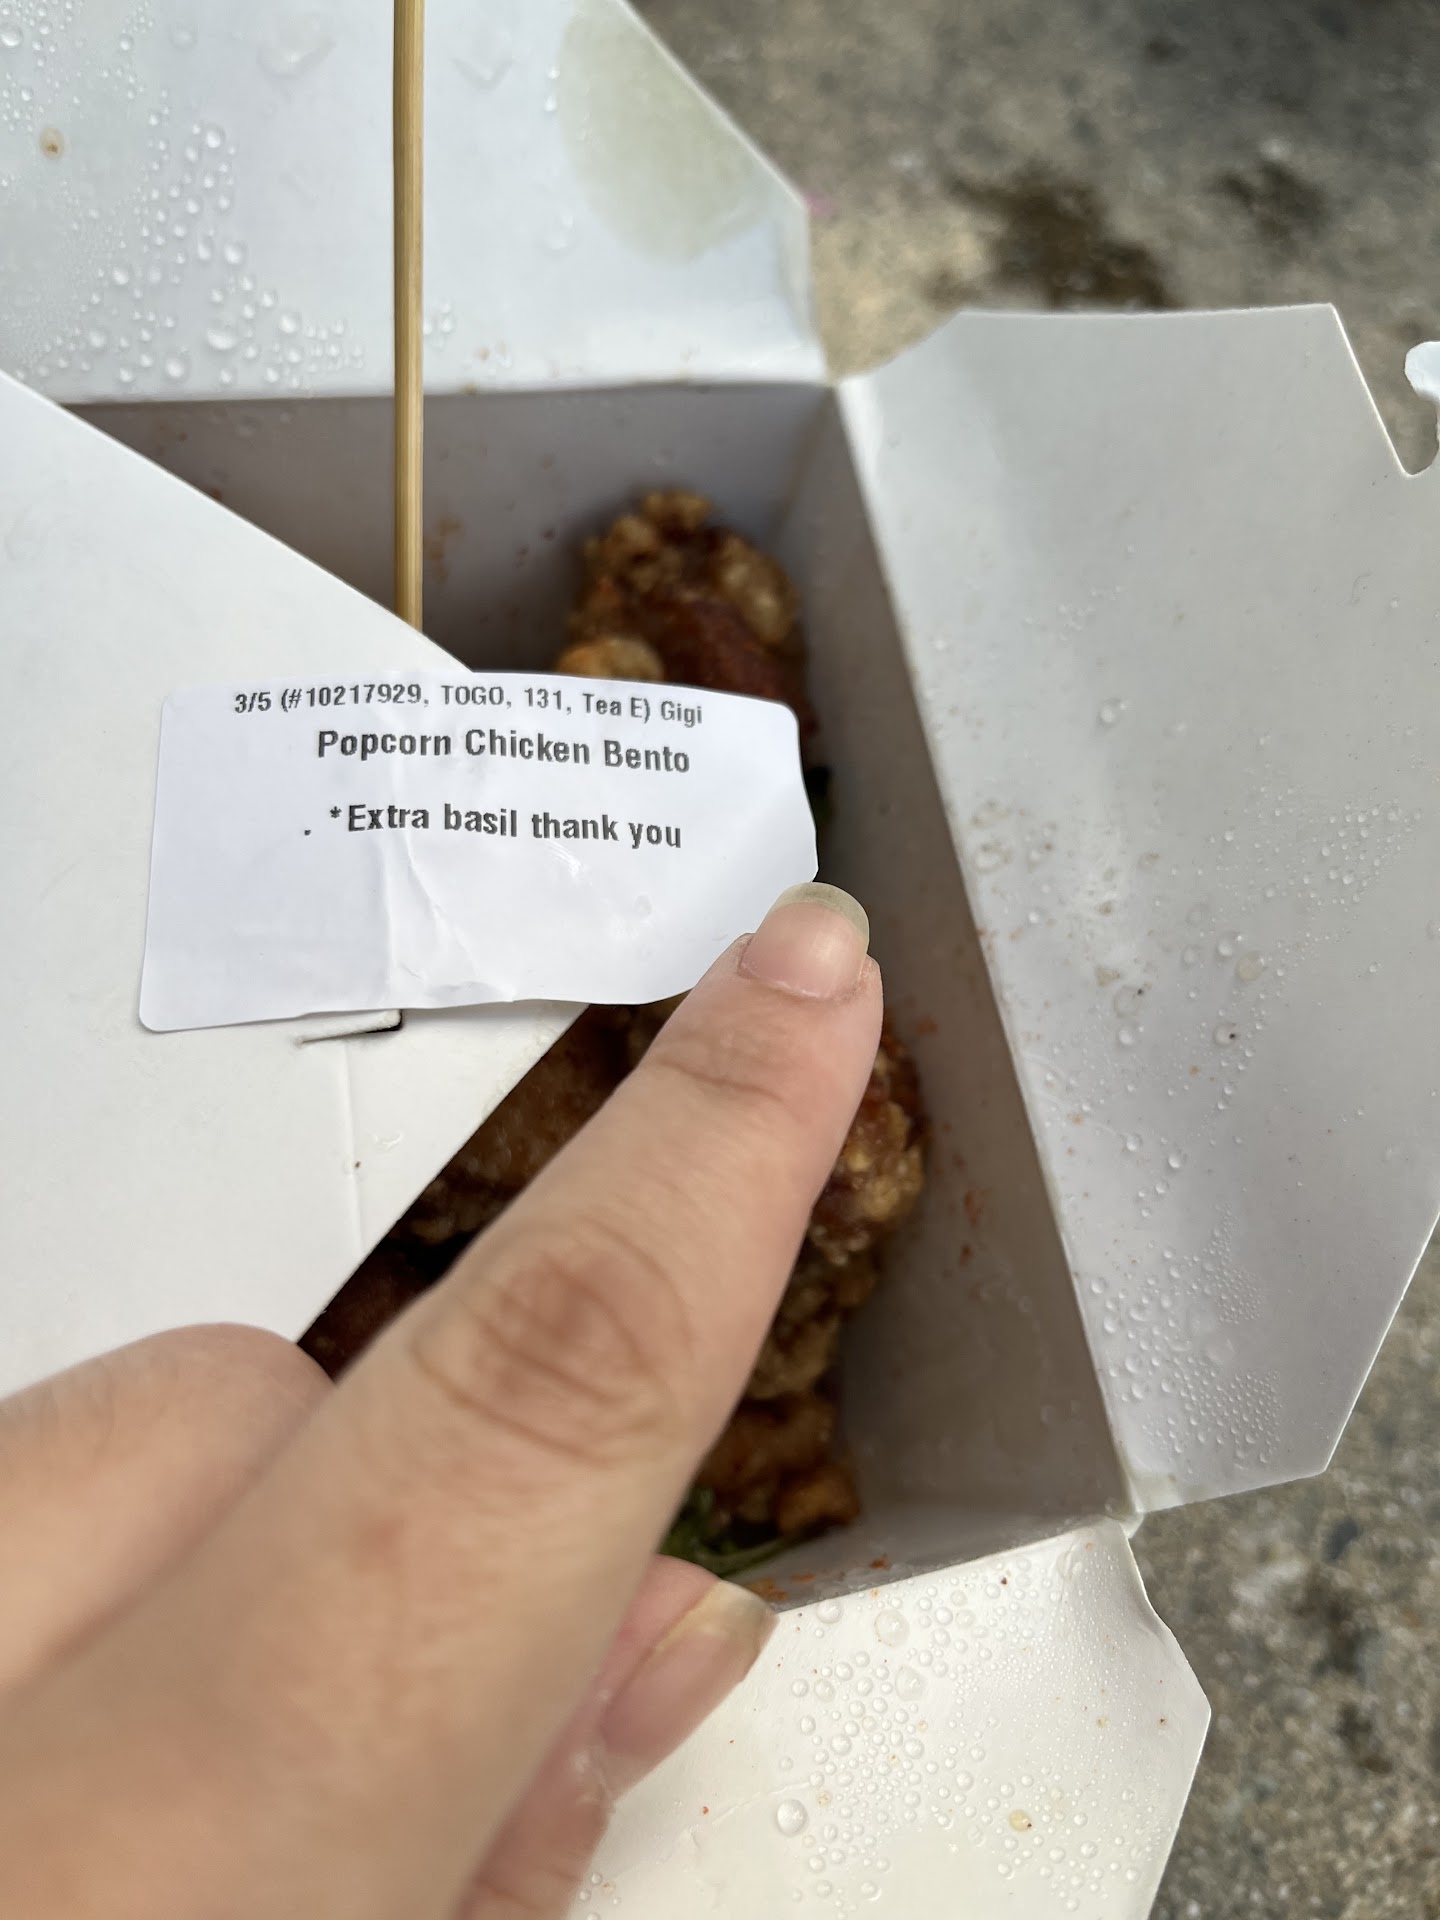 3/5 (#10217929, TOGO, 131, Tea E) Gigi
Popcorn Chicken Bento
. *Extra basil thank you